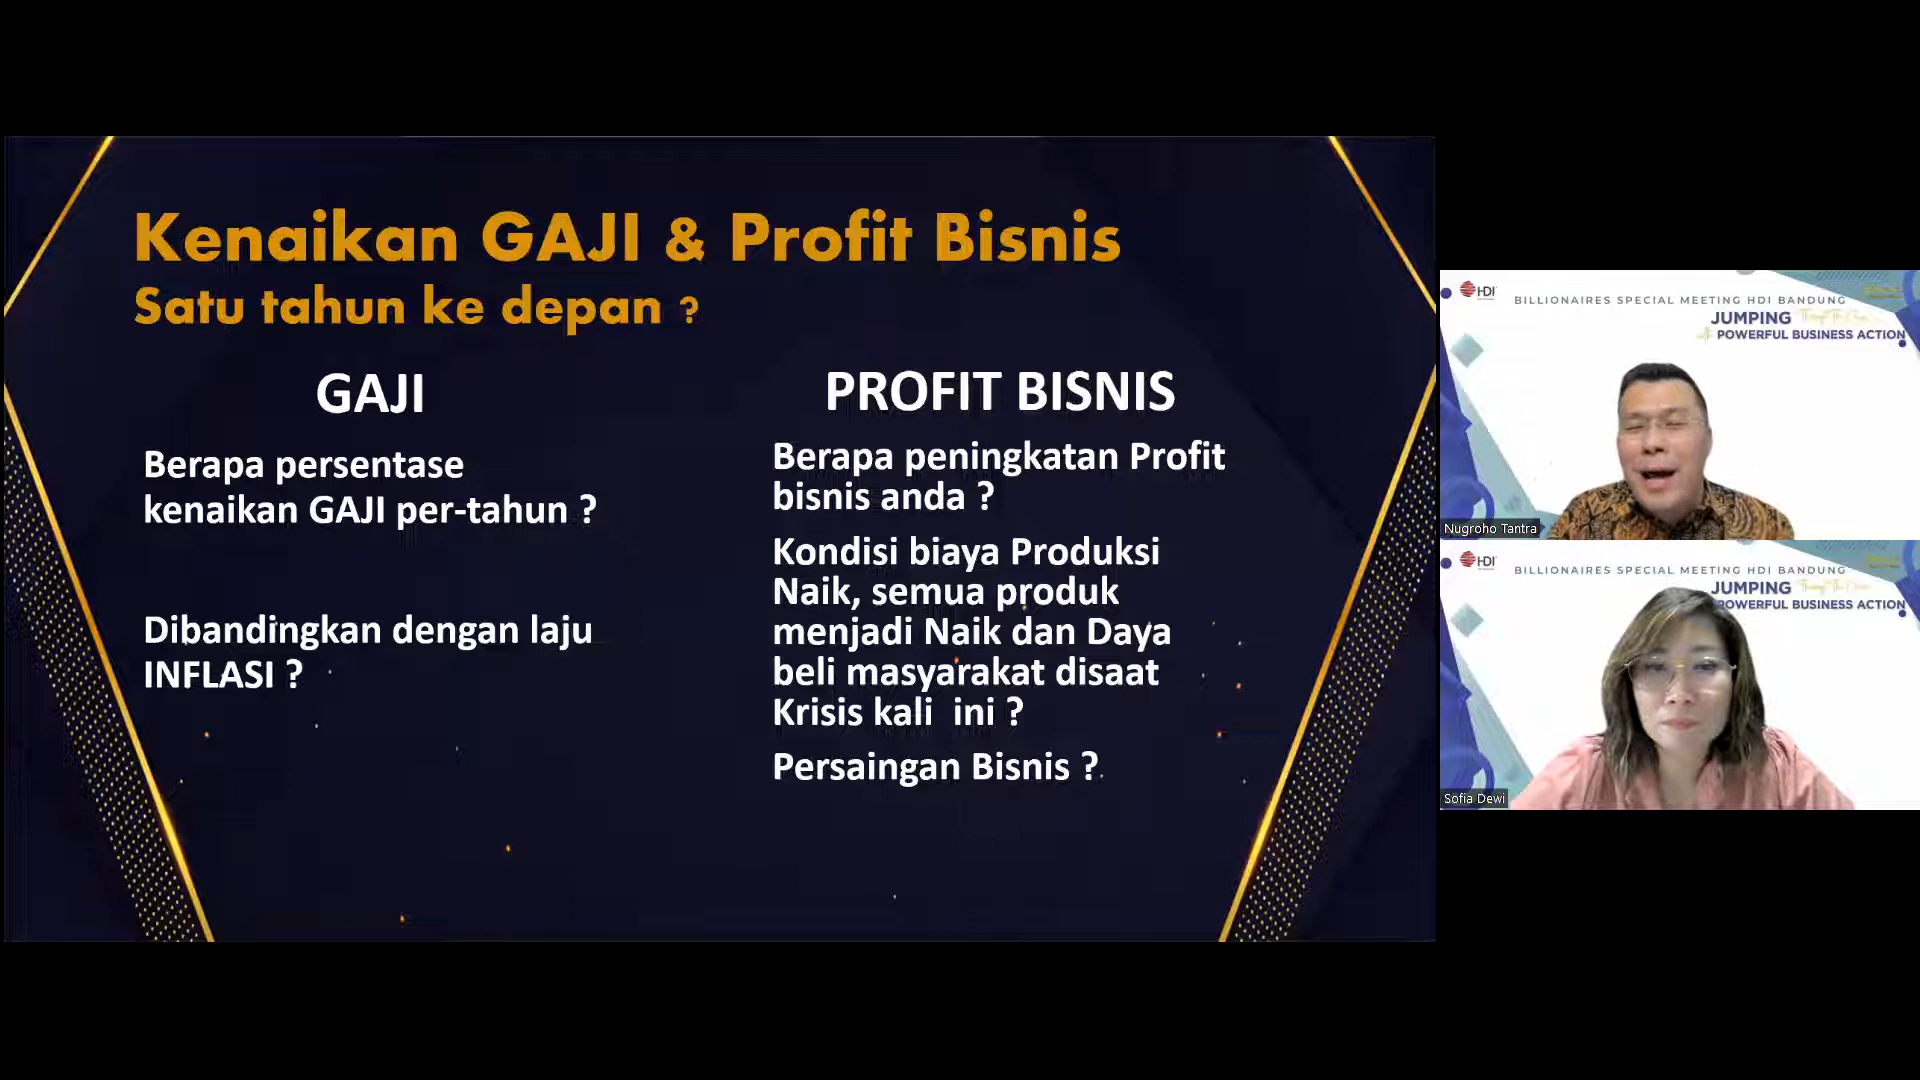 Kenaikan GAJI & Profit Bisnis
Satu tahun ke depan ?
GAJI
Berapa persentase
kenaikan GAJI per-tahun ?
Dibandingkan dengan laju
INFLASI ?
PROFIT BISNIS
Berapa peningkatan Profit
bisnis anda ?
Kondisi biaya Produksi
Naik, semua produk
menjadi Naik dan Daya
beli masyarakat disaat
Krisis kali ini ?
Persaingan Bisnis ?
HDI
BILLIONAIRES SPECIAL MEETING HDI BANDUNG
JUMPING
POWERFUL BUSINESS ACTION
Nugroho Tantra
HDI
BILLIONAIRES SPECIAL MEETING HDI BANDUNG
JUMPING
POWERFUL BUSINESS ACTION
Sofia Dewi